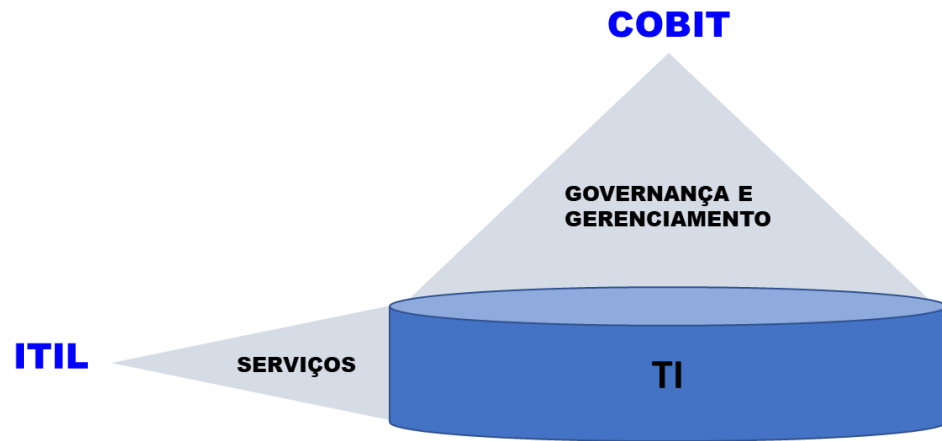 COBIT
GOVERNANÇA E
GERENCIAMENTO
ITIL
SERVIÇOS
TI